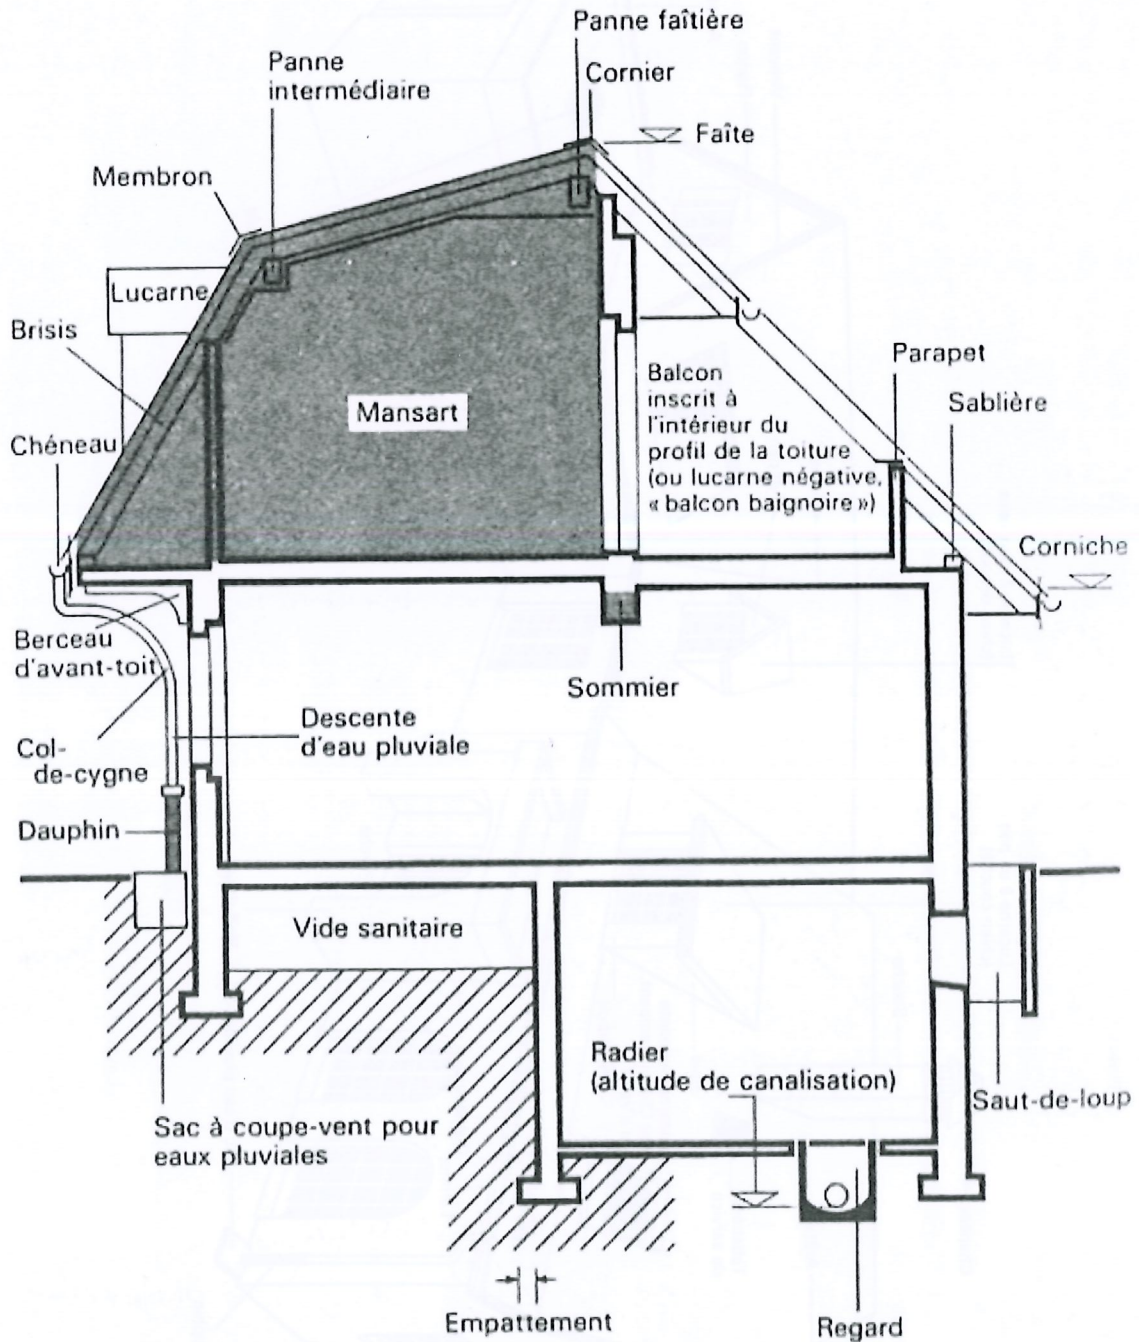 Panne faîtière
Panne
intermédiaire
Cornier
Faîte
Membron
Lucarne
Brisis
Parapet
Balcon
inscrit à
l'intérieur du
profil de la toiture
(ou lucarne négative,
« balcon baignoire »)
Mansart
Sablière
Chéneau
Corniche
Berceau
d'avant-toit
Sommier
Descente
d'eau pluviale
Col-
de-cygne
Dauphin
Vide sanitaire
Radier
(altitude de canalisation)
Saut-de-loup
Sac à coupe-vent pour
eaux pluviales
Empattement
Regard